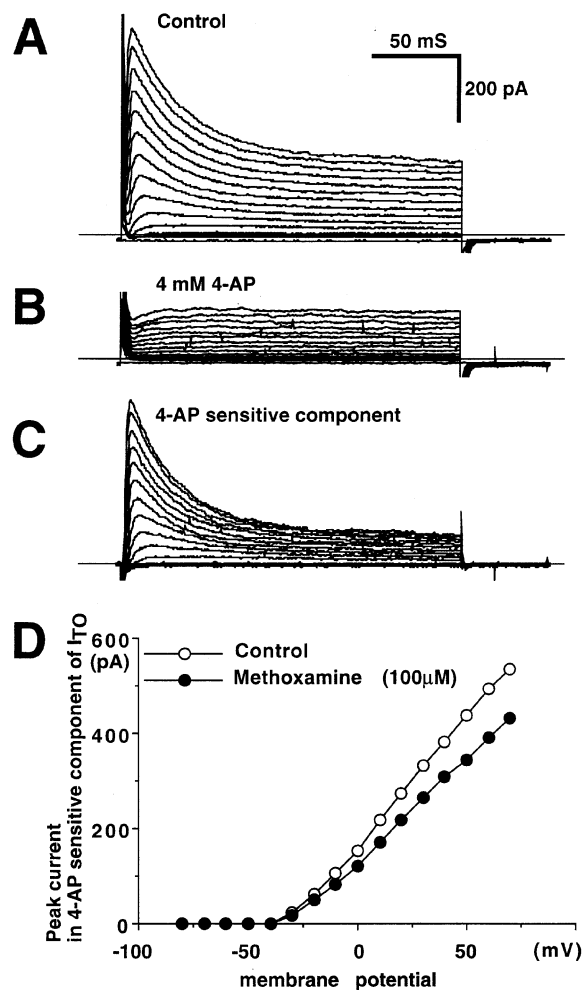 A
Control
50 mS
200 pA
B
4 mM 4-AP
C
4-AP sensitive component
D
Peak current
in 4-AP sensitive component of ITO
(pA)
600
400
200
0
Control
Methoxamine (100µM)
-100
-50
0
50
(mV)
membrane potential